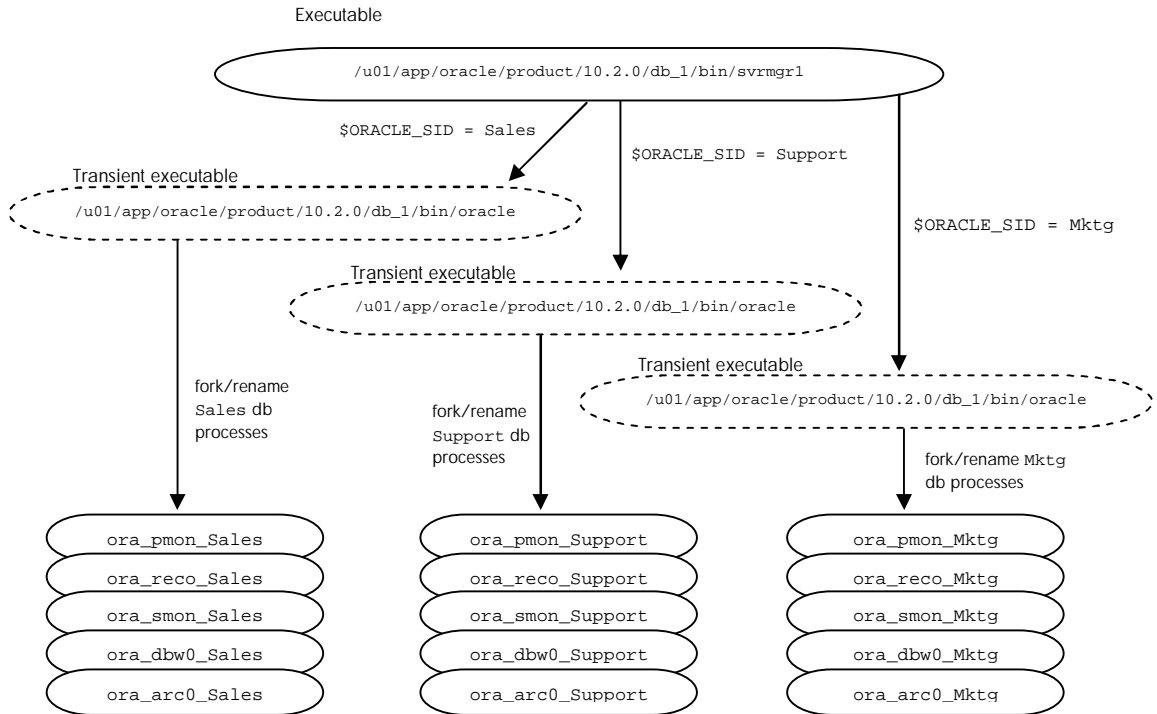 Executable
/u01/app/oracle/product/10.2.0/db_1/bin/svrmgr1
$ORACLE_SID = Sales
$ORACLE_SID = Support
Transient executable
/u01/app/oracle/product/10.2.0/db_1/bin/oracle
$ORACLE_SID = Mktg
Transient executable
/u01/app/oracle/product/10.2.0/db_1/bin/oracle
Transient executable
/u01/app/oracle/product/10.2.0/db_1/bin/oracle
fork/rename
Sales db
processes
fork/rename
Support db
processes
fork/rename Mktg
db processes
ora_pmon_Sales
ora_reco_Sales
ora_smon_Sales
ora_dbw0_Sales
ora_arc0_Sales
ora_pmon_Support
ora_reco_Support
ora_smon_Support
ora_dbw0_Support
ora_arc0_Support
ora_pmon_Mktg
ora_reco_Mktg
ora_smon_Mktg
ora_dbw0_Mktg
ora_arc0_Mktg